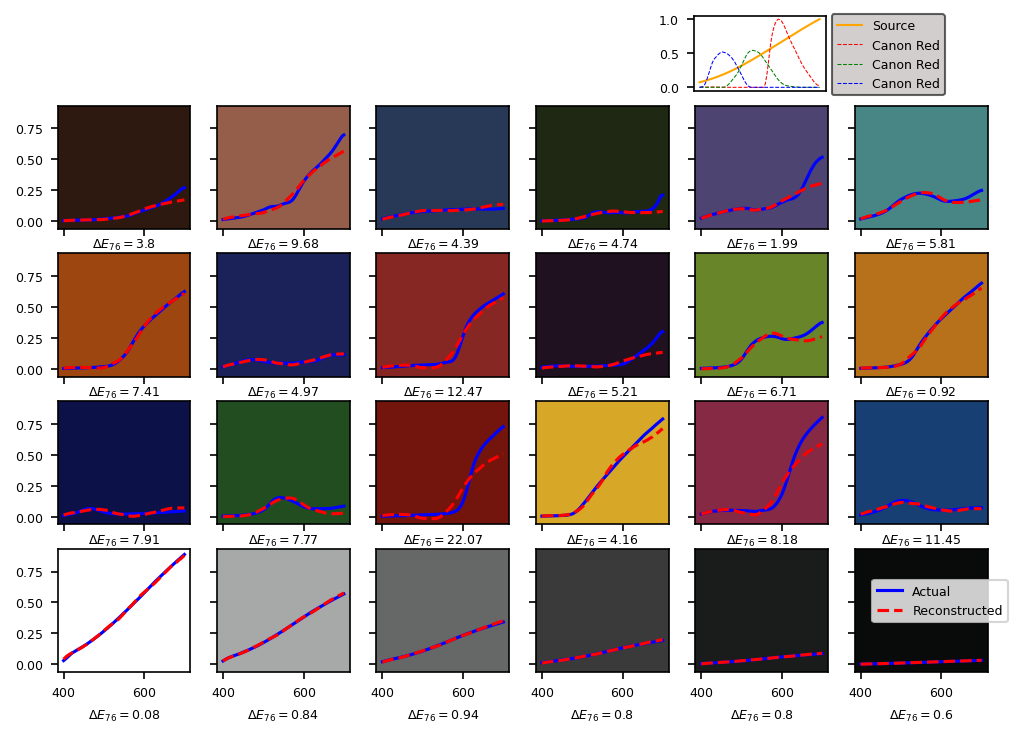 1.0
0.5
0.0
Source
Canon Red
Canon Red
Canon Red
0.75
0.50
0.25
0.00
ΔE76 = 3.8
ΔE76 = 9.68
ΔE76 = 4.39
ΔE76 = 4.74
ΔE76 = 1.99
ΔE76 = 5.81
0.75
0.50
0.25
0.00
ΔE76 = 7.41
ΔE76 = 4.97
ΔE76 = 12.47
ΔE76 = 5.21
ΔE76 = 6.71
ΔE76 = 0.92
0.75
0.50
0.25
0.00
ΔE76 = 7.91
ΔE76 = 7.77
ΔE76 = 22.07
ΔE76 = 4.16
ΔE76 = 8.18
ΔE76 = 11.45
0.75
0.50
0.25
0.00
Actual
Reconstructed
400 600
400 600
400 600
400 600
400 600
400 600
ΔE76 = 0.08
ΔE76 = 0.84
ΔE76 = 0.94
ΔE76 = 0.8
ΔE76 = 0.8
ΔE76 = 0.6